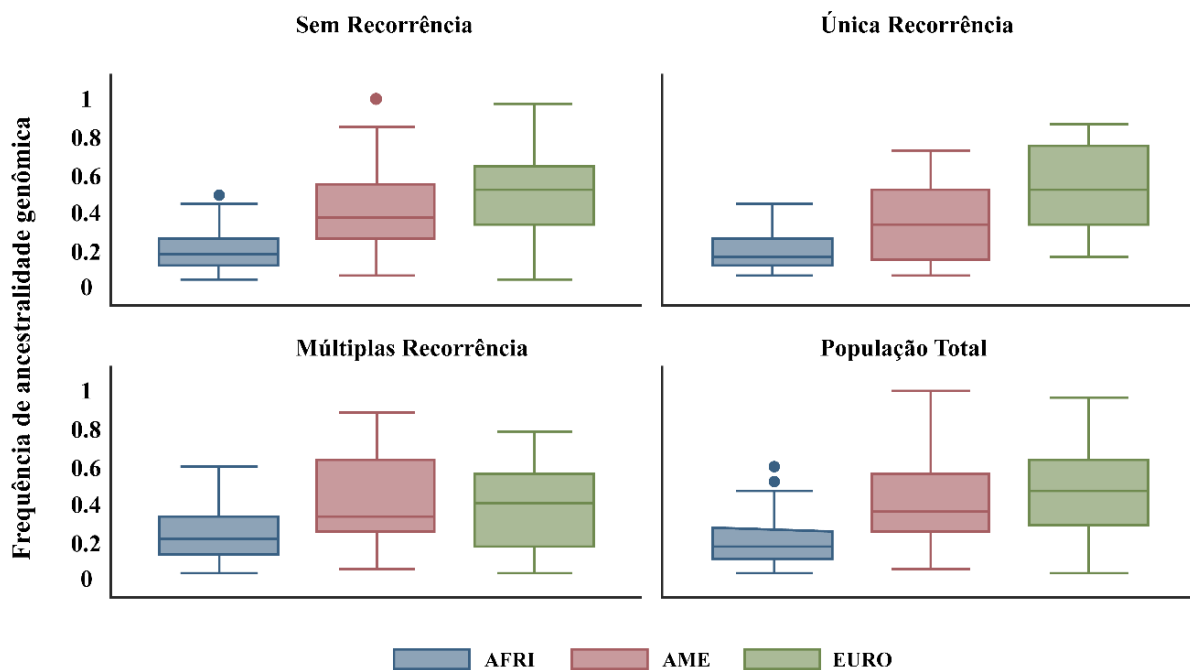 Sem Recorrência
Única Recorrência
Frequência de ancestralidade genômica
1
0.8
0.6
0.4
0.2
0
Múltiplas Recorrência
População Total
1
0.8
0.6
0.4
0.2
0
AFRI
AME
EURO